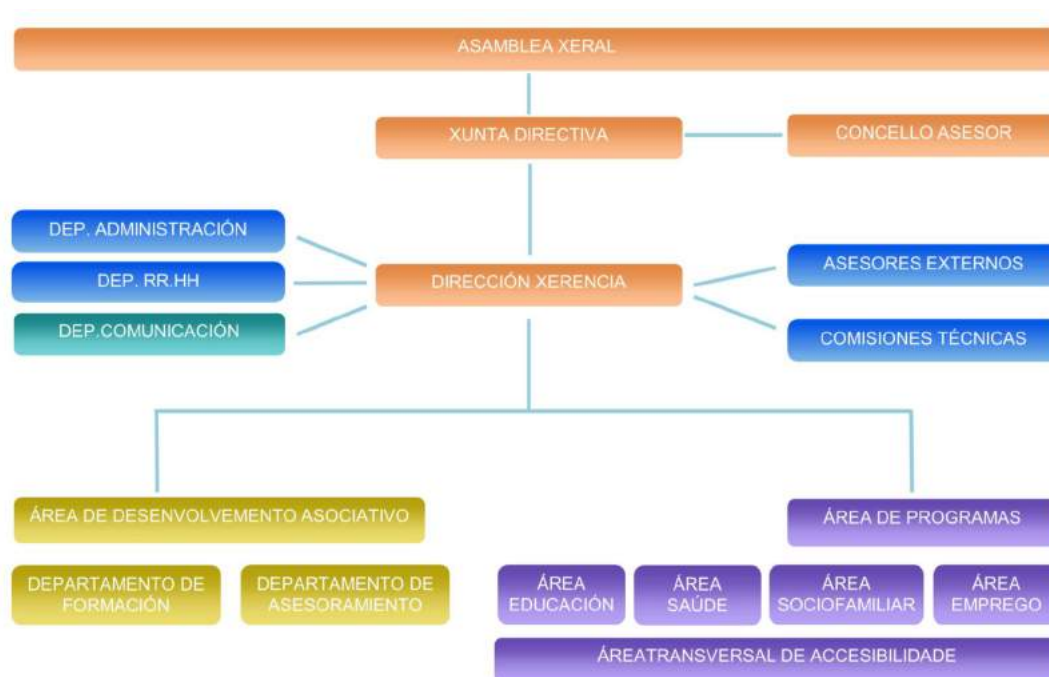 ASAMBLEA XERAL
XUNTA DIRECTIVA
CONCELLO ASESOR
DEP. ADMINISTRACIÓN
DEP. RR.HH
DEP.COMUNICACIÓN
DIRECCIÓN XERENCIA
ASESORES EXTERNOS
COMISIONES TÉCNICAS
ÁREA DE DESENVOLVEMENTO ASOCIATIVO
ÁREA DE PROGRAMAS
DEPARTAMENTO DE
FORMACIÓN
DEPARTAMENTO DE
ASESORAMIENTO
ÁREA
EDUCACIÓN
ÁREA
SAÚDE
ÁREA
SOCIOFAMILIAR
ÁREA
EMPREGO
ÁREATRANSVERSAL DE ACCESIBILIDADE